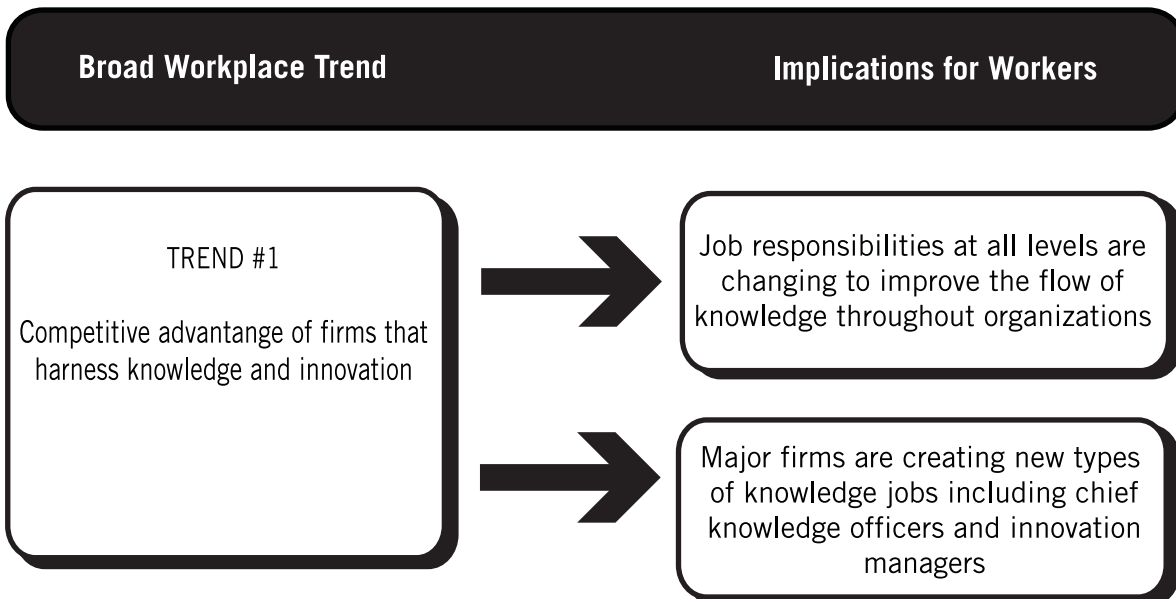 Broad Workplace Trend
Implications for Workers
TREND #1
Competitive advantange of firms that
harness knowledge and innovation
Job responsibilities at all levels are
changing to improve the flow of
knowledge throughout organizations
Major firms are creating new types
of knowledge jobs including chief
knowledge officers and innovation
managers